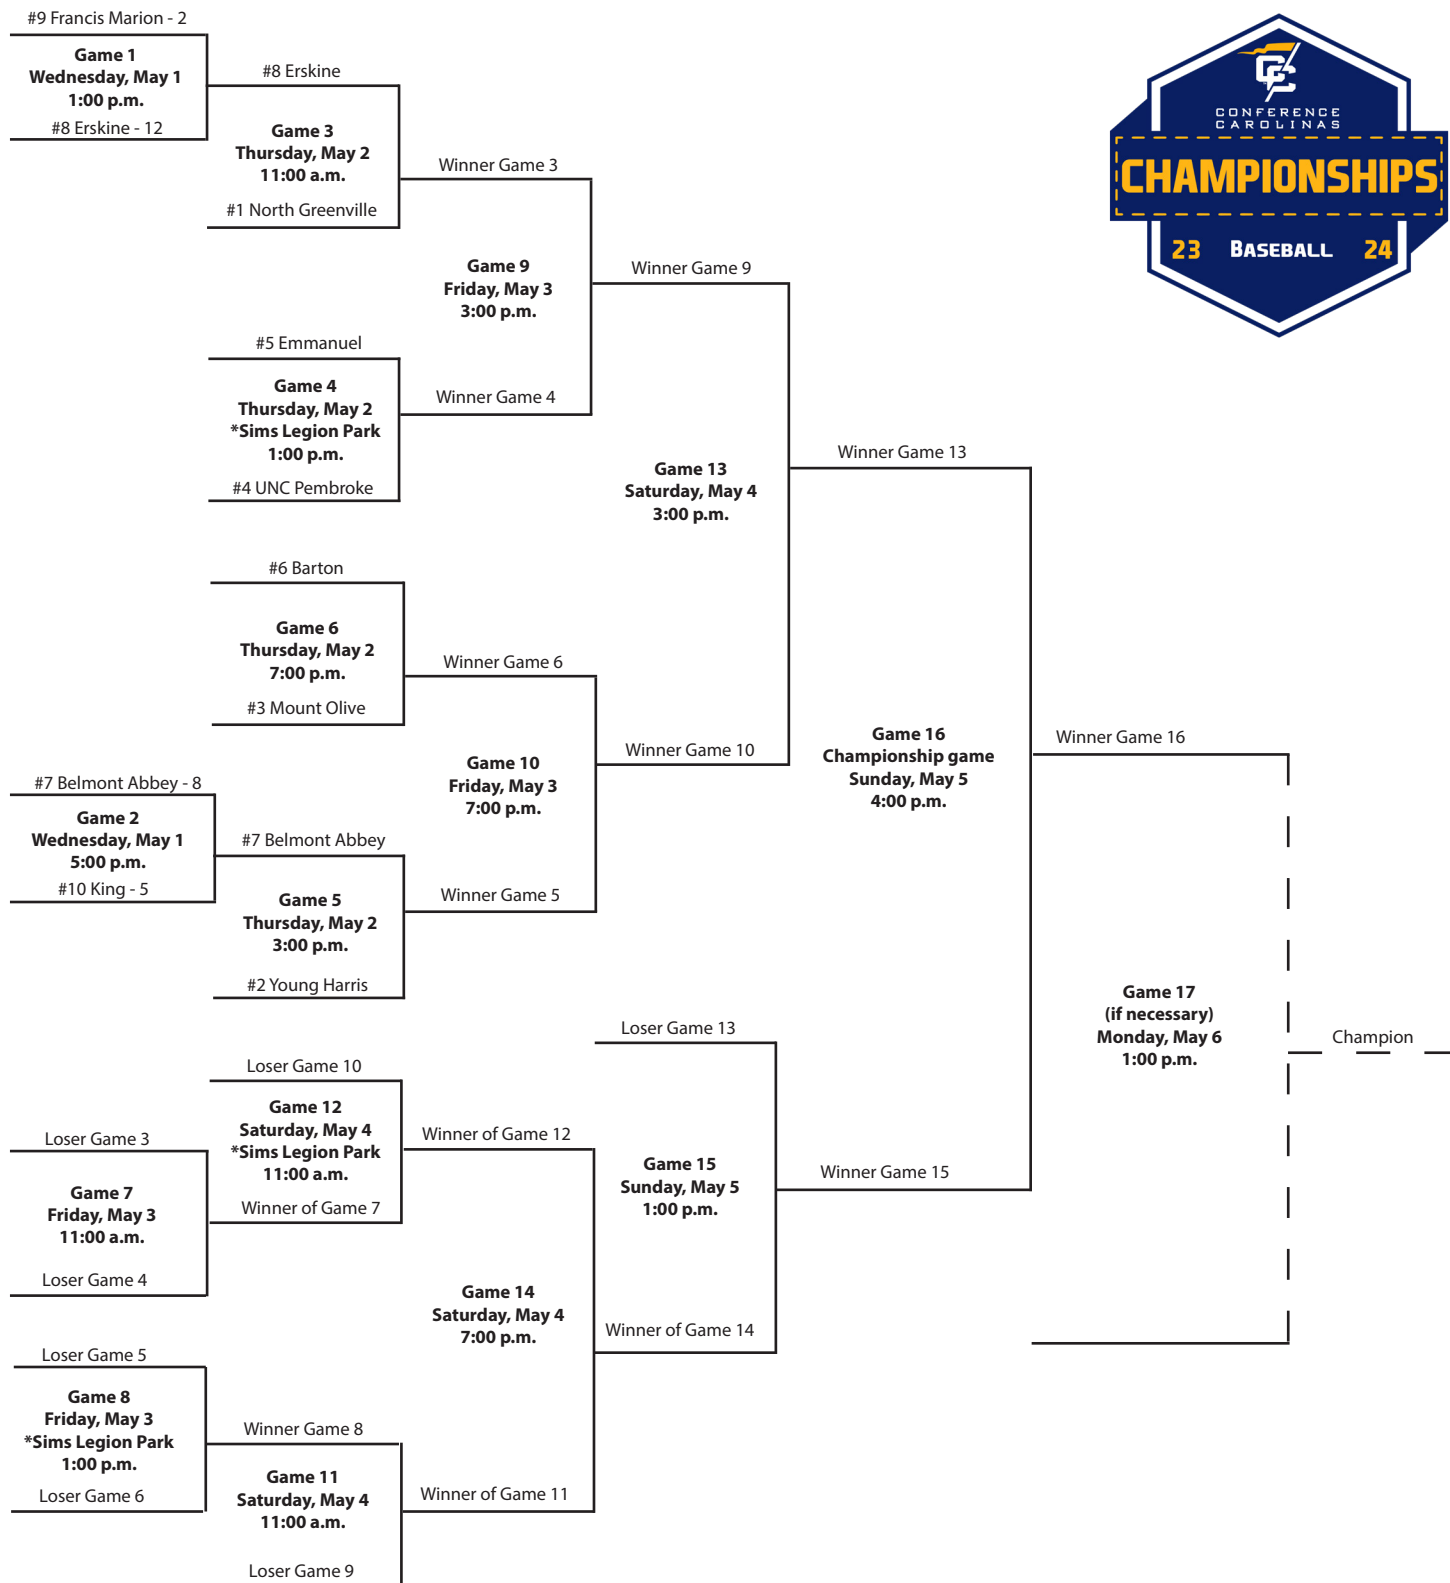 #9 Francis Marion - 2
Game 1
Wednesday, May 1
1:00 p.m.
#8 Erskine - 12
#8 Erskine
Game 3
Thursday, May 2
11:00 a.m.
#1 North Greenville
Winner Game 3
Game 9
Friday, May 3
3:00 p.m.
#5 Emmanuel
Game 4
Thursday, May 2
*Sims Legion Park
1:00 p.m.
#4 UNC Pembroke
Winner Game 4
Winner Game 9
Game 13
Saturday, May 4
3:00 p.m.
CC
CONFERENCE
CAROLINAS
CHAMPIONSHIPS
23 BASEBALL 24
#6 Barton
Game 6
Thursday, May 2
7:00 p.m.
#3 Mount Olive
Winner Game 6
Game 10
Friday, May 3
7:00 p.m.
Winner Game 10
#7 Belmont Abbey - 8
Game 2
Wednesday, May 1
5:00 p.m.
#10 King - 5
#7 Belmont Abbey
Game 5
Thursday, May 2
3:00 p.m.
#2 Young Harris
Winner Game 5
Winner Game 13
Game 16
Championship game
Sunday, May 5
4:00 p.m.
Winner Game 16
Game 17
(if necessary)
Monday, May 6
1:00 p.m.
Champion
Loser Game 13
Game 15
Sunday, May 5
1:00 p.m.
Winner Game 15
Loser Game 10
Game 12
Saturday, May 4
*Sims Legion Park
11:00 a.m.
Winner of Game 7
Winner of Game 12
Loser Game 3
Game 7
Friday, May 3
11:00 a.m.
Loser Game 4
Game 14
Saturday, May 4
7:00 p.m.
Winner of Game 14
Loser Game 5
Game 8
Friday, May 3
*Sims Legion Park
1:00 p.m.
Loser Game 6
Winner Game 8
Game 11
Saturday, May 4
11:00 a.m.
Loser Game 9
Winner of Game 11